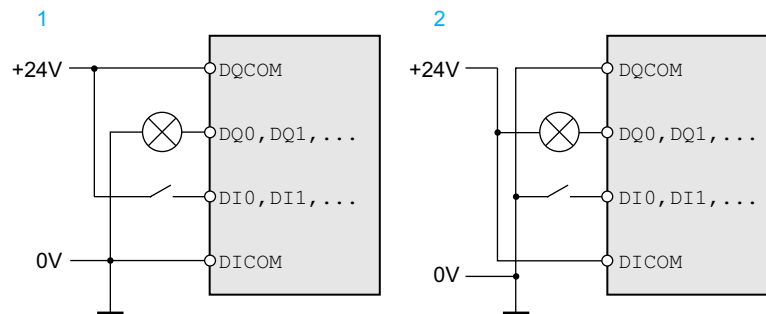 1
+24V
DQCOM
DQ0,DQ1,...
DI0,DI1,...
0V
DICOM
2
+24V
DQCOM
DQ0,DQ1,...
DI0,DI1,...
DICOM
0V